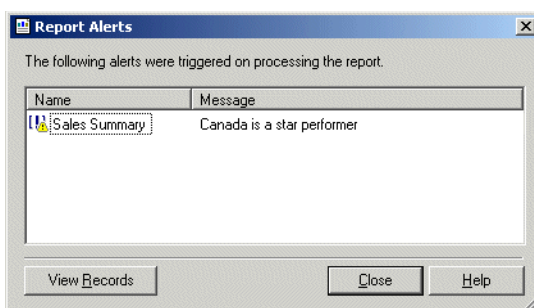 Report Alerts
The following alerts were triggered on processing the report.
Name Message
Sales Summary Canada is a star performer
View Records Close Help